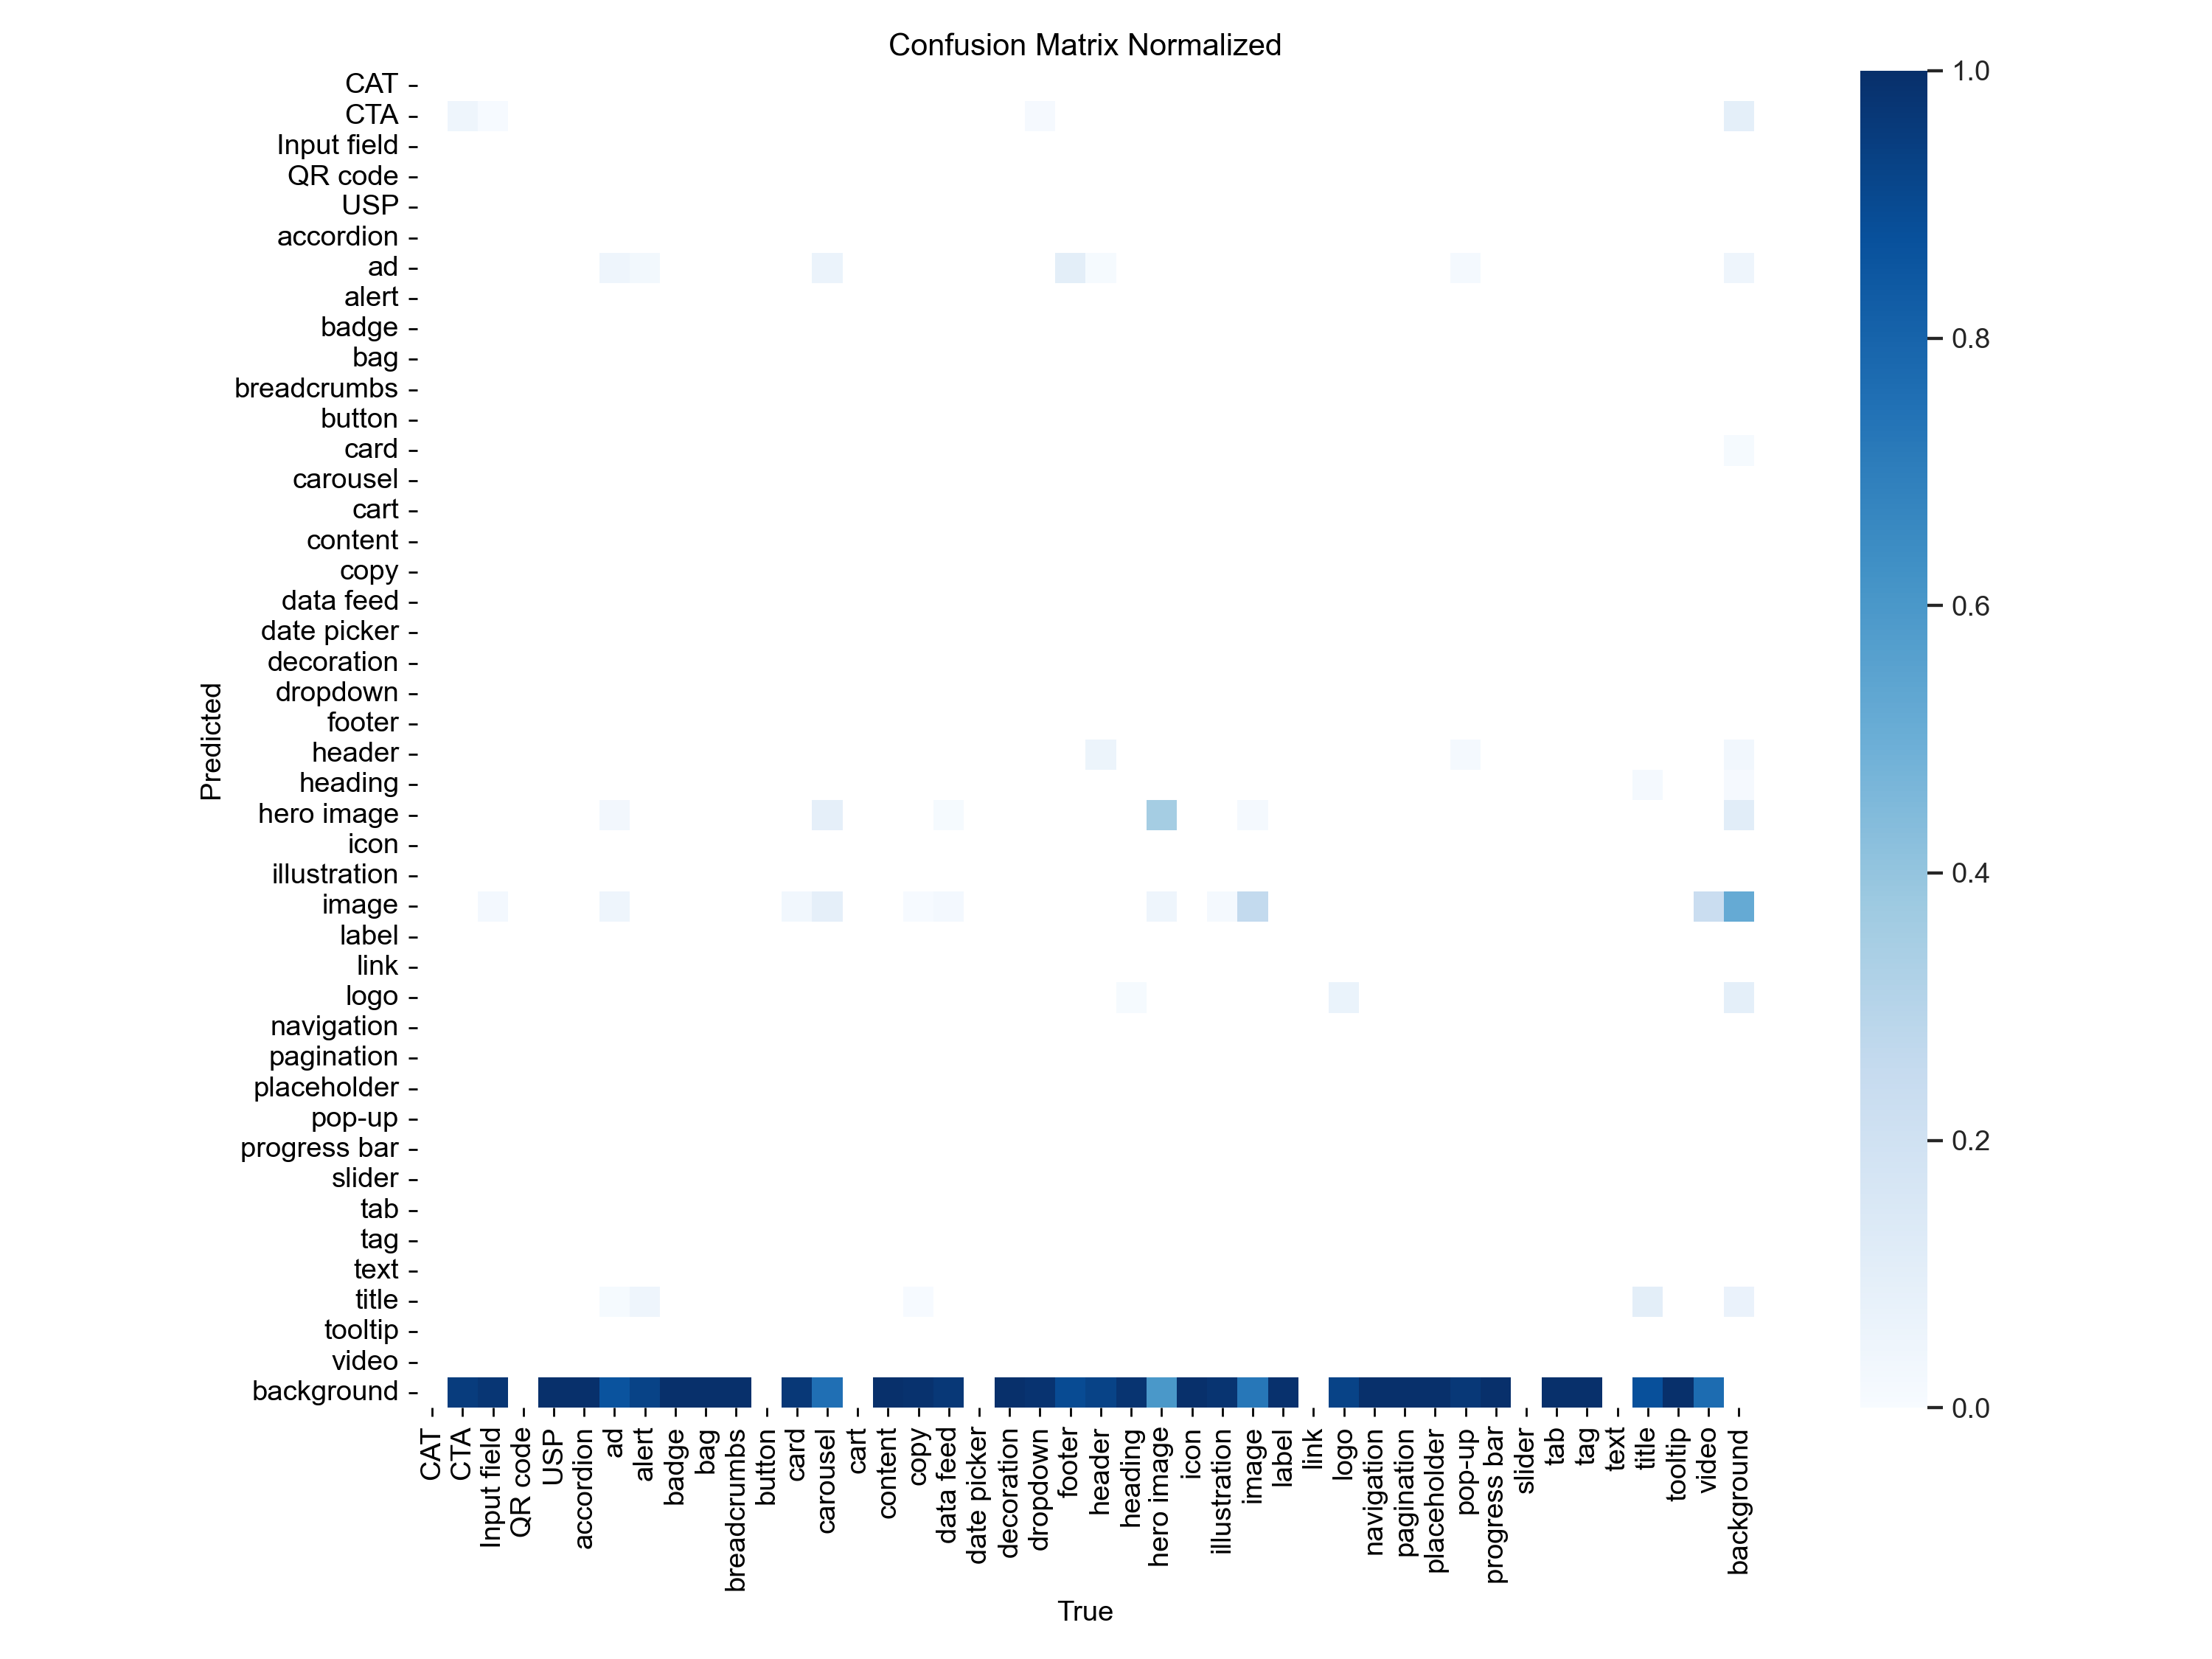 Confusion Matrix Normalized
CAT
CTA
Input field
QR code
USP
accordion
ad
alert
badge
bag
breadcrumbs
button
card
carousel
cart
content
copy
data feed
date picker
decoration
dropdown
footer
header
heading
hero image
icon
illustration
image
label
link
logo
navigation
pagination
placeholder
pop-up
progress bar
slider
tab
tag
text
title
tooltip
video
background
Predicted
CAT
CTA
Input field
QR code
USP
accordion
ad
alert
badge
bag
breadcrumbs
button
card
carousel
cart
content
copy
data feed
date picker
decoration
dropdown
footer
header
heading
hero image
icon
illustration
image
label
link
logo
navigation
pagination
placeholder
pop-up
progress bar
slider
tab
tag
text
title
tooltip
video
background
True
1.0
0.8
0.6
0.4
0.2
0.0